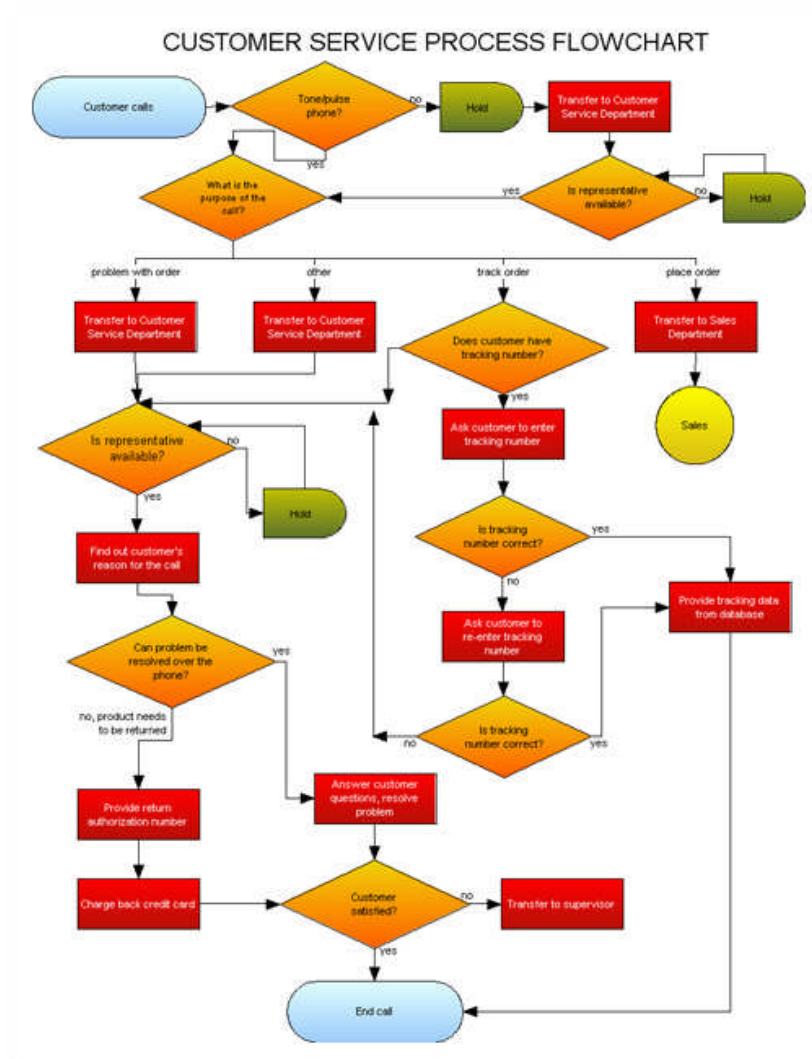 CUSTOMER SERVICE PROCESS FLOWCHART
Customer calls
Tone/pulse
phone?
no
Hold
Transfer to Customer
Service Department
yes
What is the
purpose of the
call?
yes
Is representative
available?
no
Hold
problem with order
other
track order
place order
Transfer to Customer
Service Department
Transfer to Customer
Service Department
Does customer have
tracking number?
Transfer to Sales
Department
yes
Sales
Ask customer to enter
tracking number
Is representative
available?
no
yes
Hold
Is tracking
number correct?
yes
no
Find out customer's
reason for the call
Provide tracking data
from database
Ask customer to
re-enter tracking
number
Can problem be
resolved over the
phone?
yes
no, product needs
to be returned
Is tracking
number correct?
no
yes
Answer customer
questions, resolve
problem
Provide return
authorization number
Charge back credit card
Customer
satisfied?
no
Transfer to supervisor
yes
End call